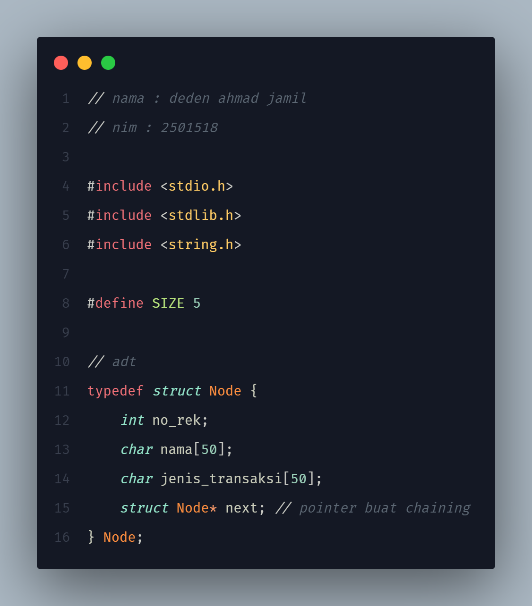 1 // nama : deden ahmad jamil
2 // nim : 2501518
3
4 #include <stdio.h>
5 #include <stdlib.h>
6 #include <string.h>
7
8 #define SIZE 5
9
10 // adt
11 typedef struct Node {
12     int no_rek;
13     char nama[50];
14     char jenis_transaksi[50];
15     struct Node* next; // pointer buat chaining
16 } Node;